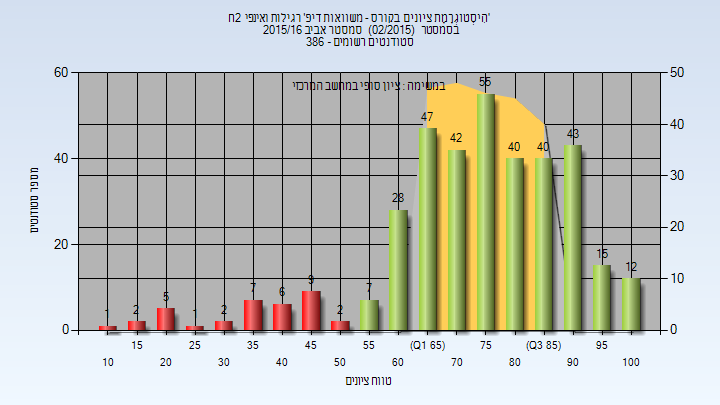 היסטוגרמת ציונים בקורס - משוואות דיפ' רגילות ואינפי 2ח'
בסמסטר (02/2015) סמסטר אביב 2015/16
סטודנטים רשומים - 386
במשימה : ציון סופי במחשב המרכזי
60 40 20 0
מספר סטודנטים
50 40 30 20 10 0
1 2 5 1 2 7 6 9 2 7 28 47 42 55 40 40 43 15 12
15 25 35 45 55 (Q1 65) 75 (Q3 85) 95
10 20 30 40 50 60 70 80 90 100
טווח ציונים